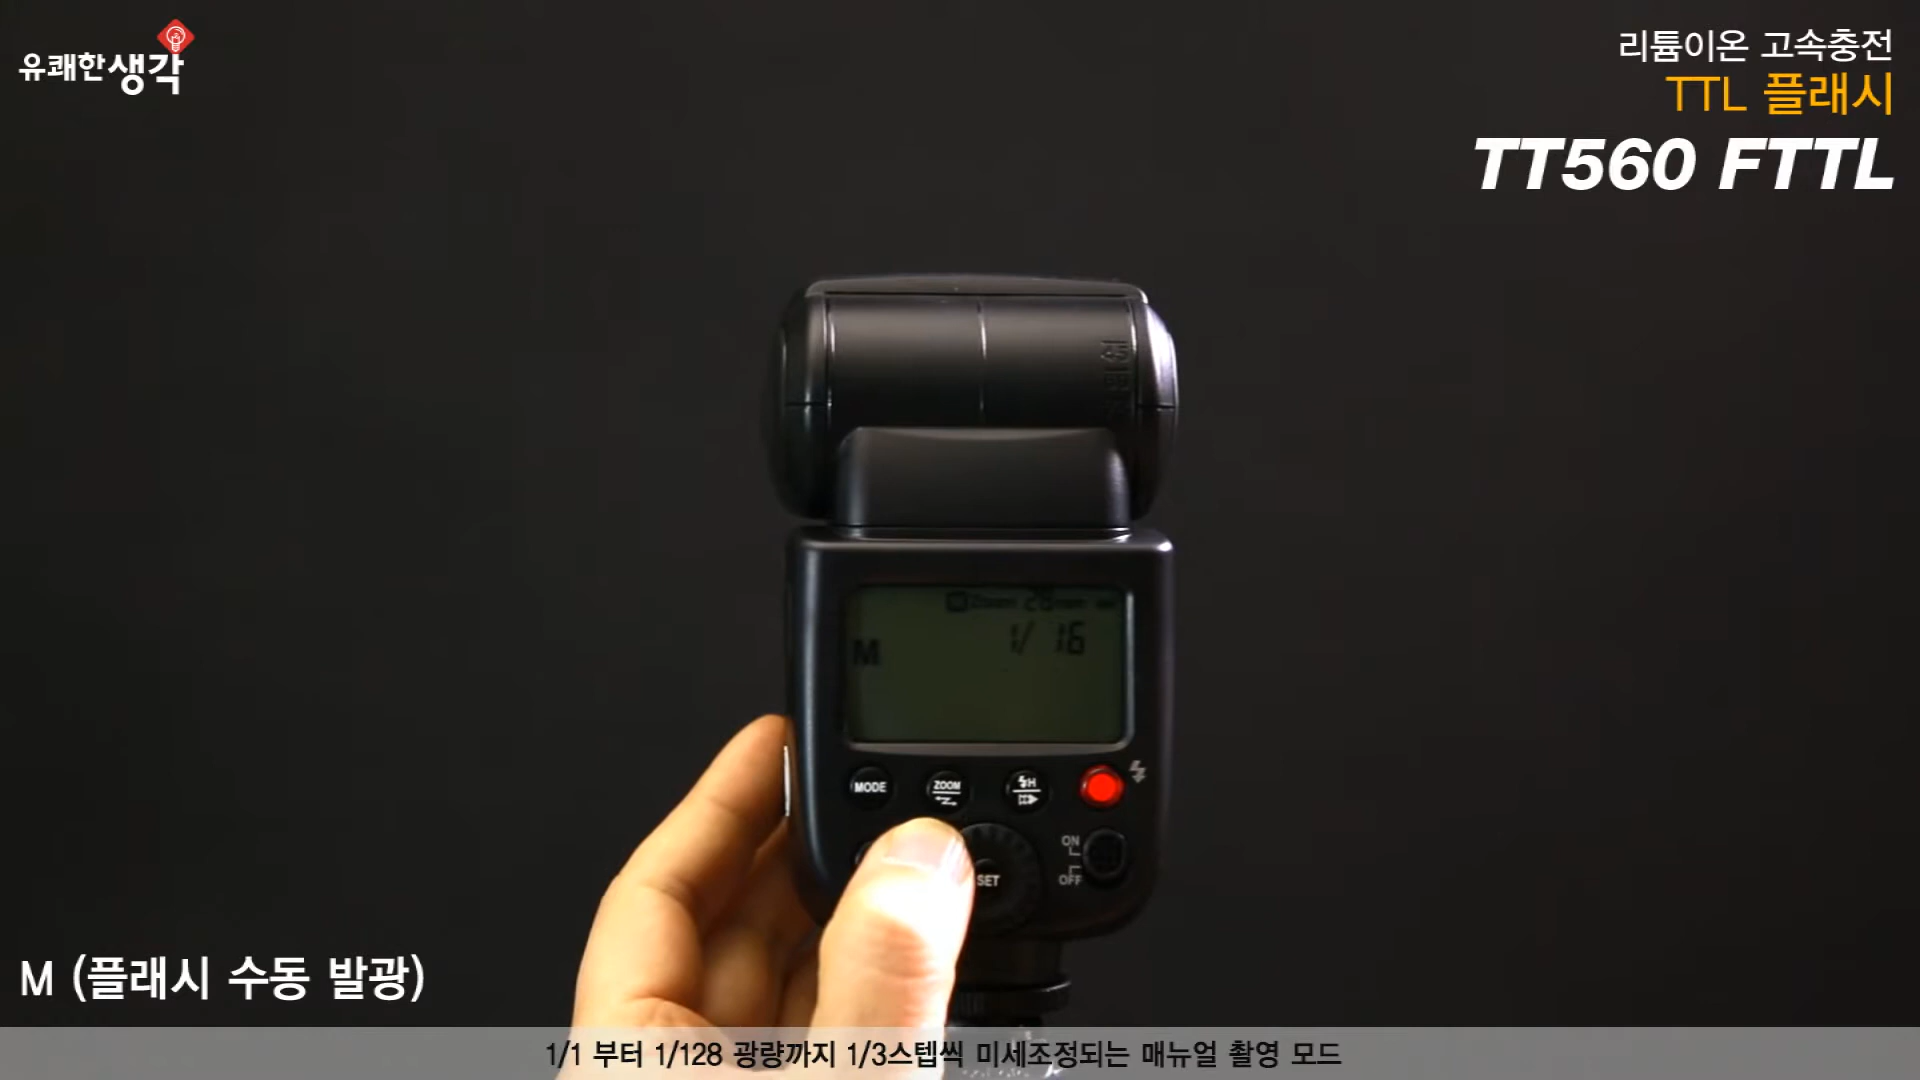 유쾌한생각
리튬이온 고속충전
TTL 플래시
TT560 FTTL
Zoom 28mm
1/ 16
M
MODE
ZOOM
H
ON
SET
OFF
M (플래시 수동 발광)
1/1 부터 1/128 광량까지 1/3스텝씩 미세조정되는 매뉴얼 촬영 모드